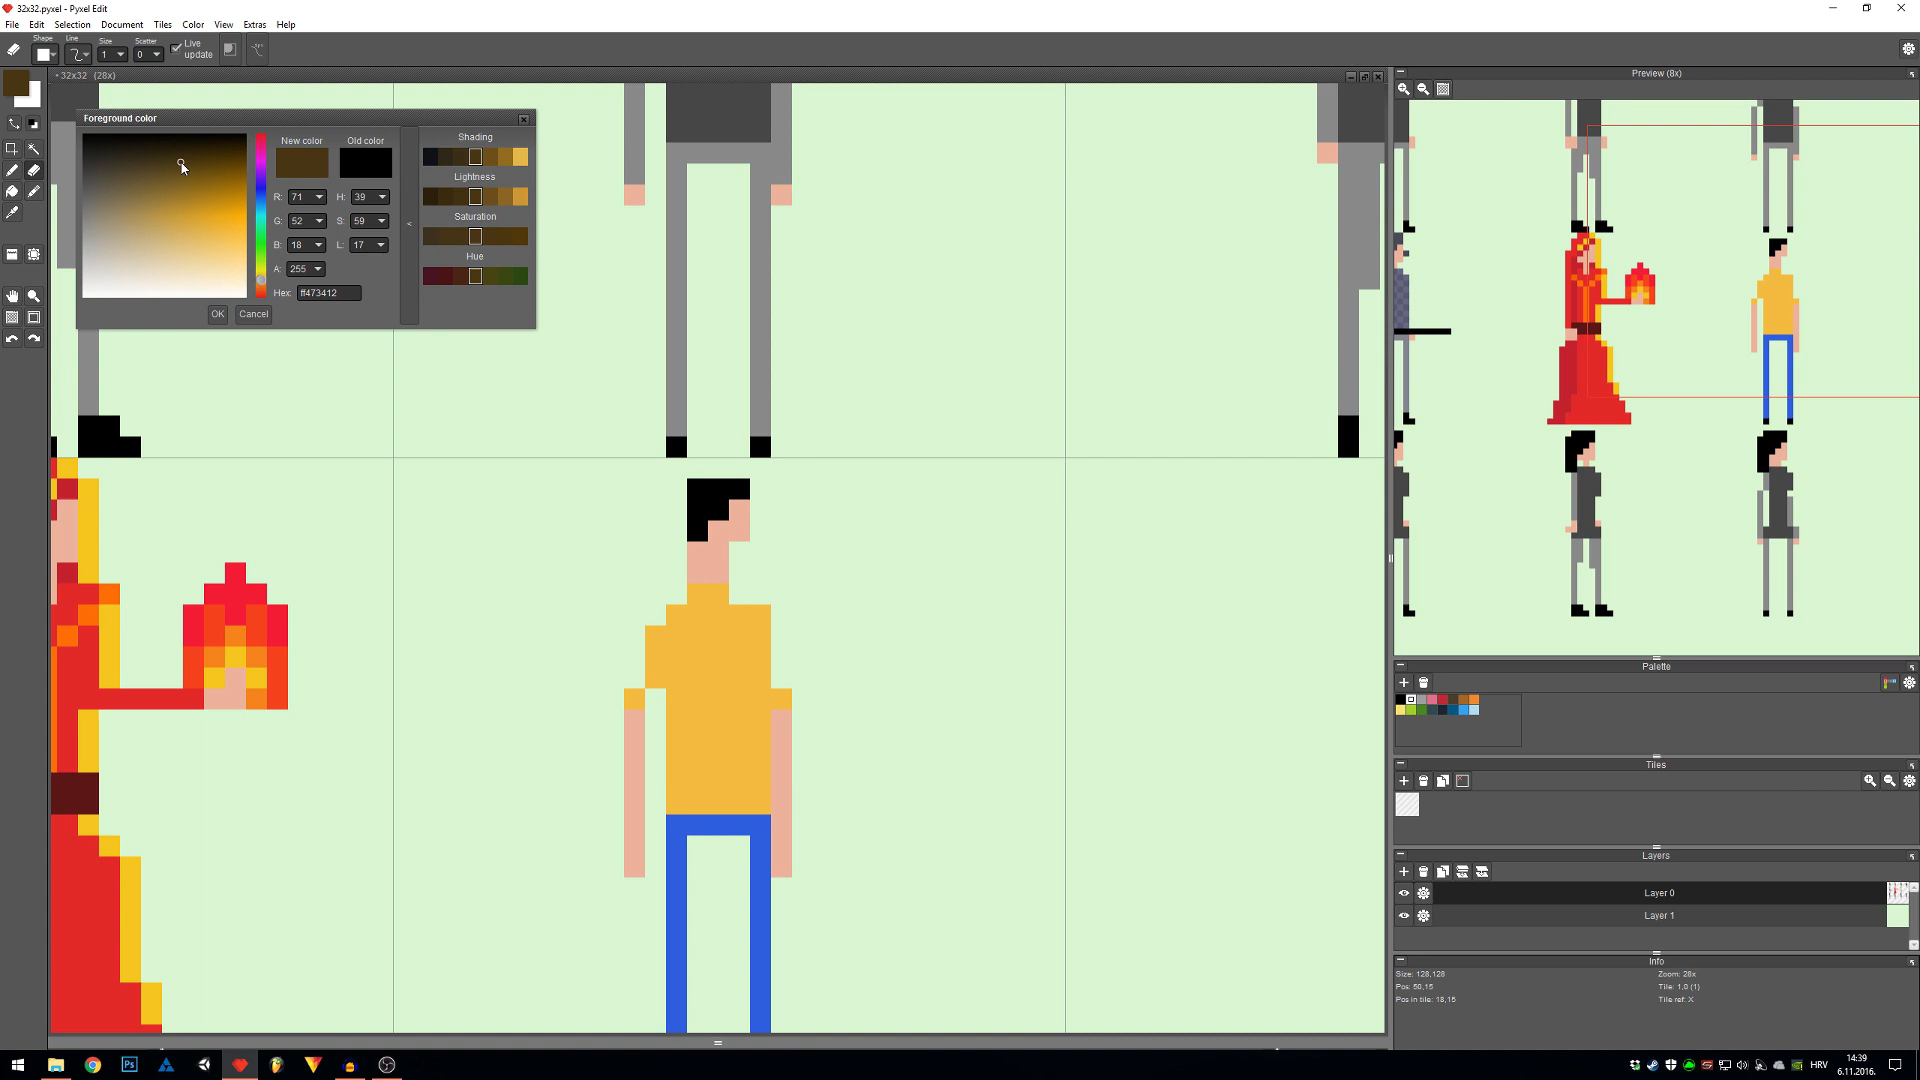 32x32.pyxel - Pyxel Edit
File Edit Selection Document Tiles Color View Extras Help
Shape Line Size Scatter Live update
1 0
• 32x32 (28x)
Preview (8x)
Foreground color
New color Old color Shading
Lightness
R: 71 H: 39
Saturation
G: 52 S: 59
B: 18 L: 17
Hue
A: 255
Hex: ff473412
OK Cancel
<
Palette
Tiles
Layers
Layer 0
Layer 1
Info
Size: 128,128 Zoom: 28x
Pos: 50,15 Tile: 1,0 (1)
Pos in tile: 18,15 Tile ref: X
Ps
HRV
14:39
6.11.2016.